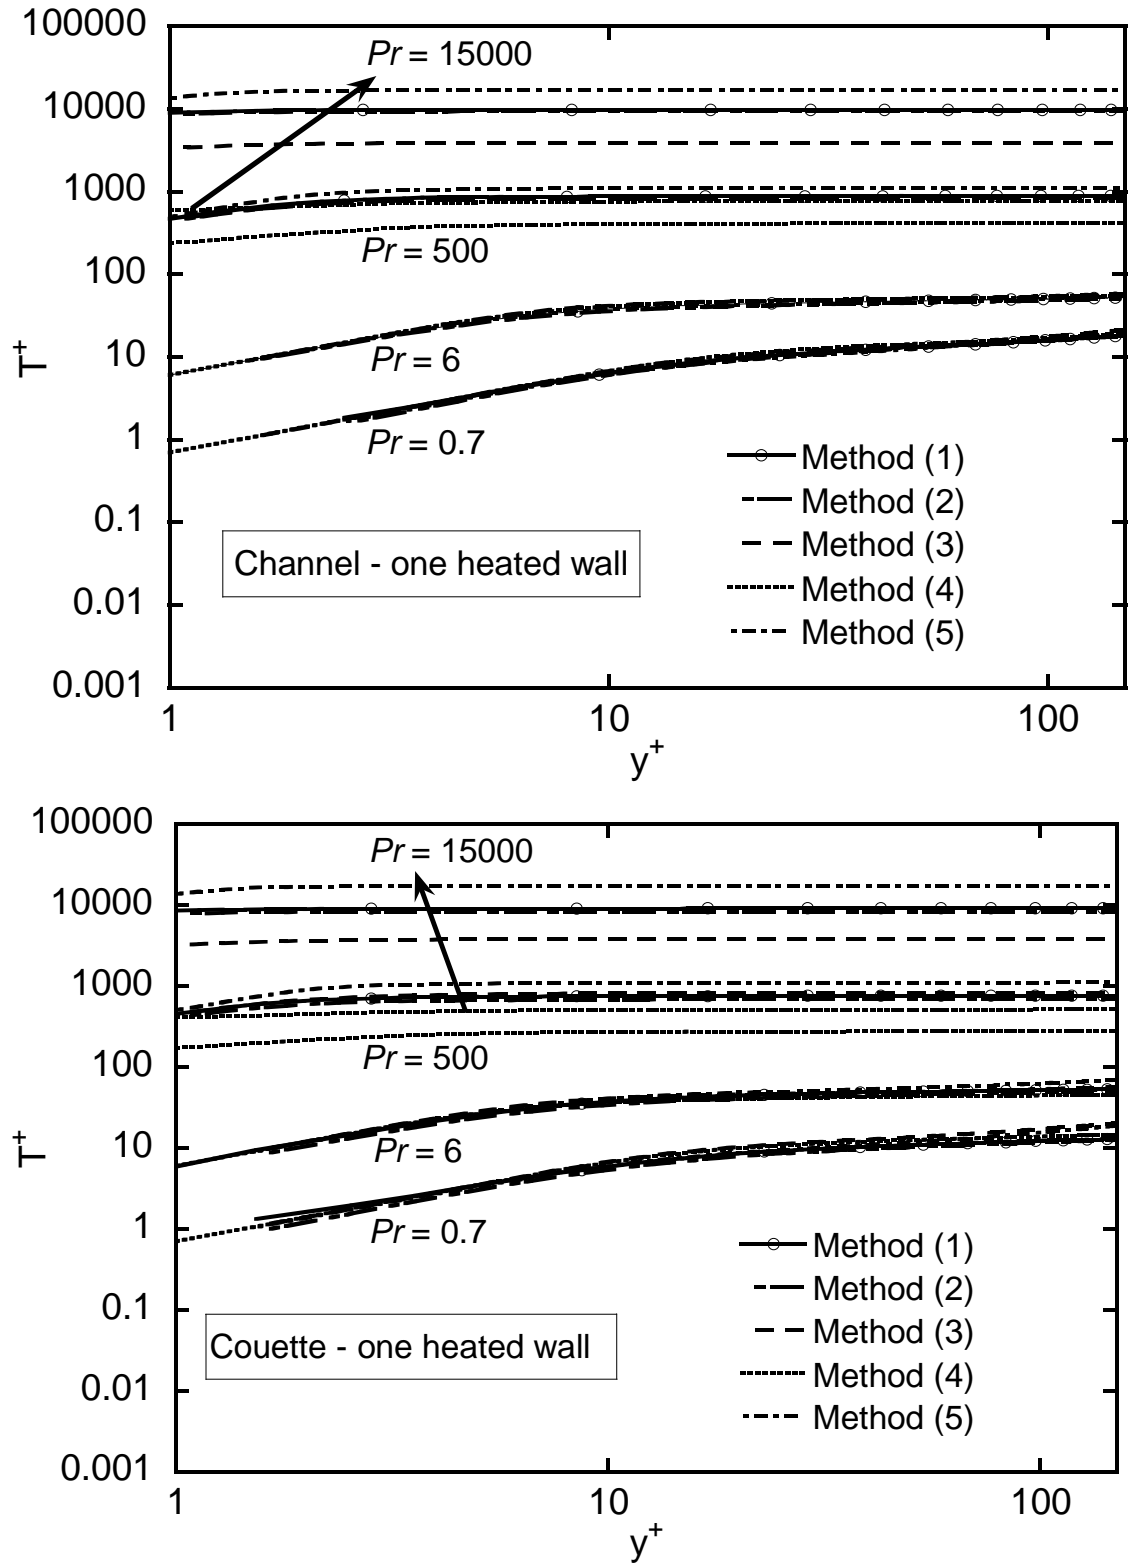 100000
10000
1000
100
10
1
0.1
0.01
0.001
T+
Pr = 15000
Pr = 500
Pr = 6
Pr = 0.7
Method (1)
Method (2)
Method (3)
Method (4)
Method (5)
Channel - one heated wall
1
10
100
y+
100000
10000
1000
100
10
1
0.1
0.01
0.001
T+
Pr = 15000
Pr = 500
Pr = 6
Pr = 0.7
Method (1)
Method (2)
Method (3)
Method (4)
Method (5)
Couette - one heated wall
1
10
100
y+